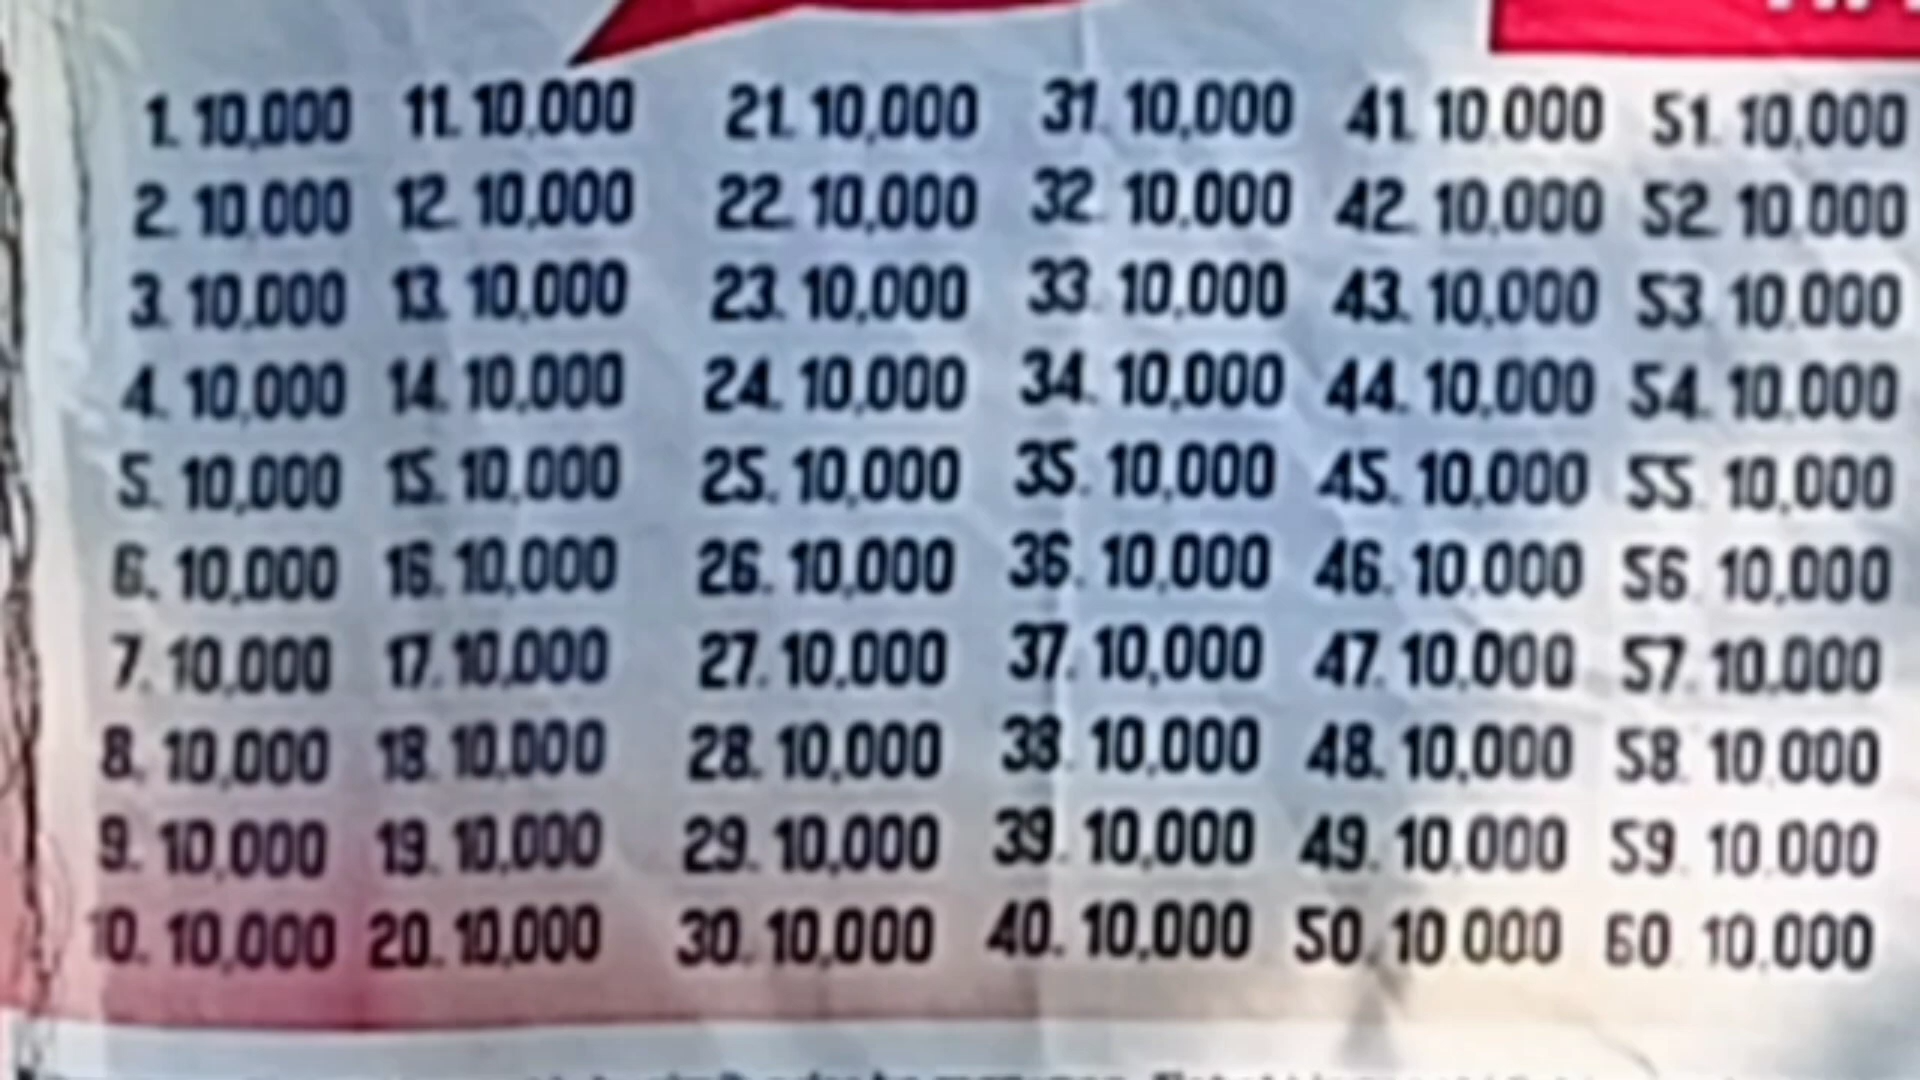 1. 10,000 11. 10,000 21. 10,000 31. 10,000 41. 10,000 51. 10,000
2. 10,000 12. 10,000 22. 10,000 32. 10,000 42. 10,000 52. 10,000
3. 10,000 13. 10,000 23. 10,000 33. 10,000 43. 10,000 53. 10,000
4. 10,000 14. 10,000 24. 10,000 34. 10,000 44. 10,000 54. 10,000
5. 10,000 15. 10,000 25. 10,000 35. 10,000 45. 10,000 55. 10,000
6. 10,000 16. 10,000 26. 10,000 36. 10,000 46. 10,000 56. 10,000
7. 10,000 17. 10,000 27. 10,000 37. 10,000 47. 10,000 57. 10,000
8. 10,000 18. 10,000 28. 10,000 38. 10,000 48. 10,000 58. 10,000
9. 10,000 19. 10,000 29. 10,000 39. 10,000 49. 10,000 59. 10,000
10. 10,000 20. 10,000 30. 10,000 40. 10,000 50. 10,000 60. 10,000